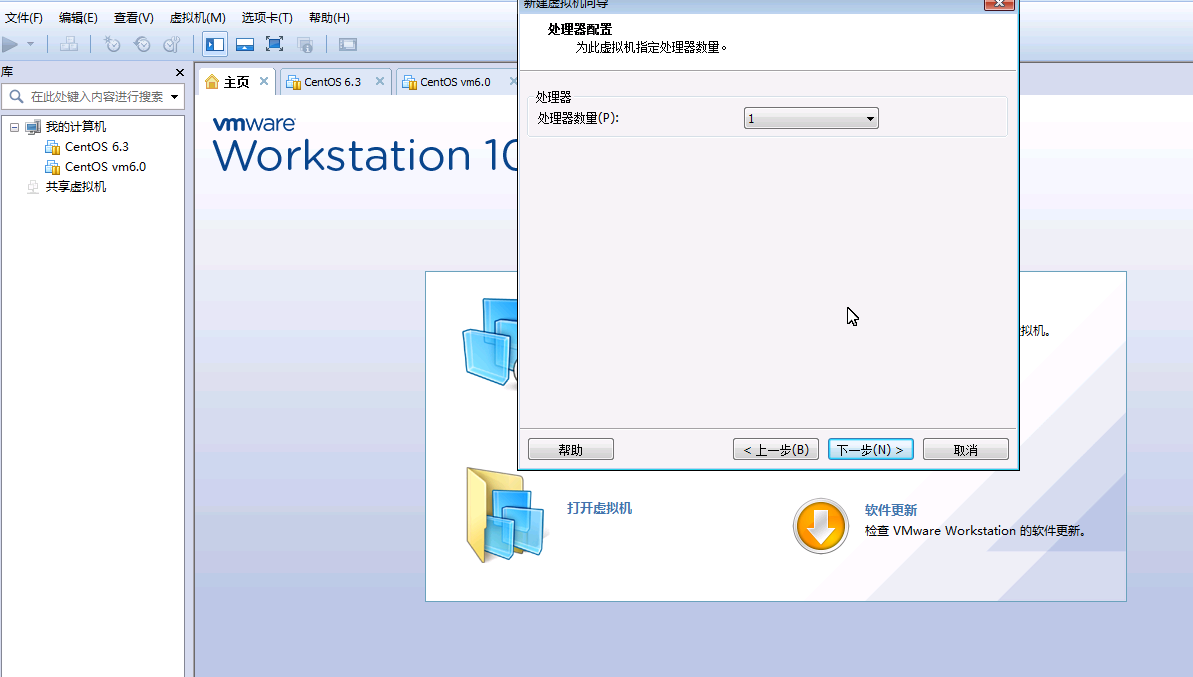 新建虚拟机向导
文件(F) 编辑(E) 查看(V) 虚拟机(M) 选项卡(T) 帮助(H)
处理器配置
为此虚拟机指定处理器数量。
库
主页 CentOS 6.3 CentOS vm6.0
在此处键入内容进行搜索
处理器
处理器数量(P): 1
我的计算机
CentOS 6.3
CentOS vm6.0
共享虚拟机
vmware
Workstation 10
拟机。
帮助 < 上一步(B) 下一步(N) > 取消
打开虚拟机
软件更新
检查 VMware Workstation 的软件更新。